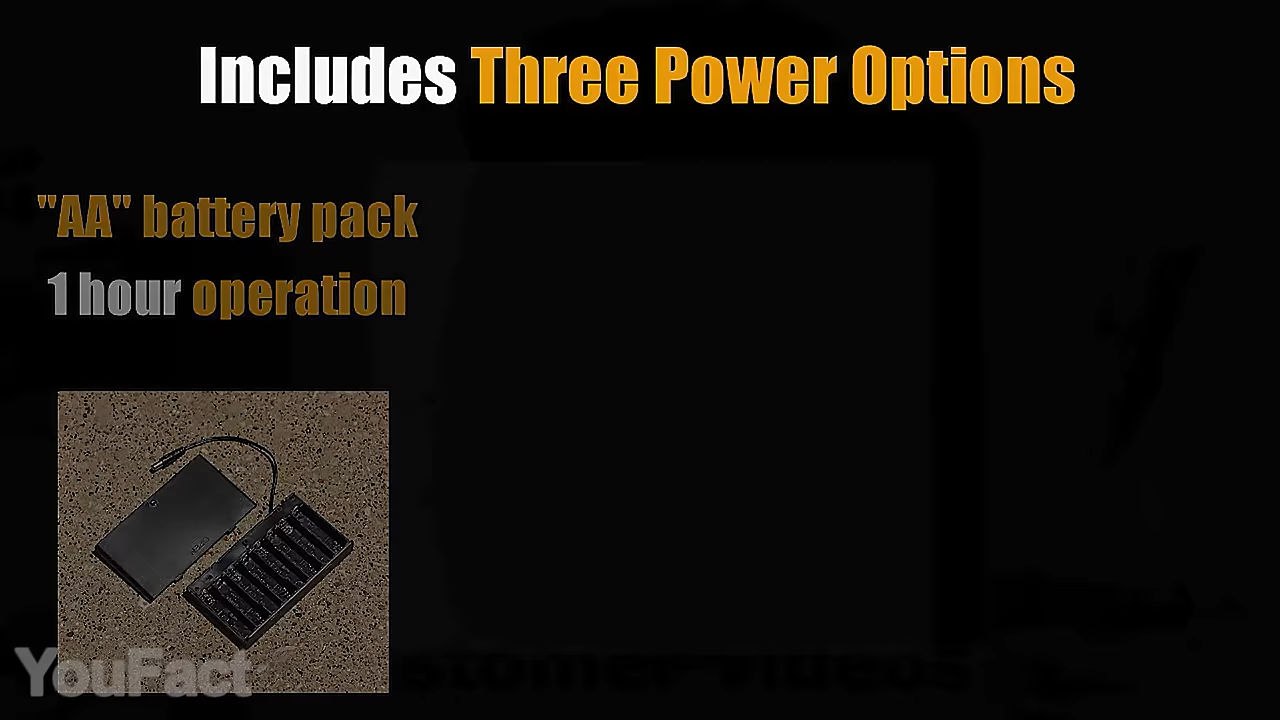 Includes Three Power Options
"AA" battery pack
1 hour operation
YouFact